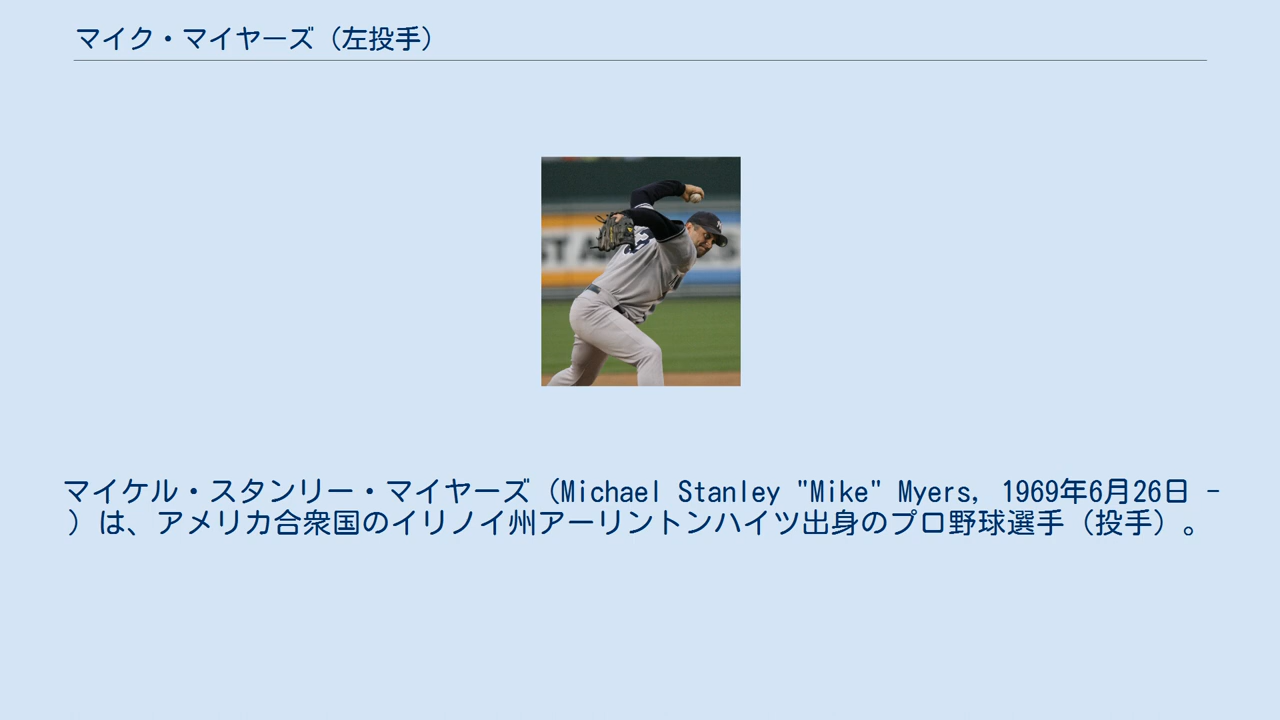 マイク・マイヤーズ（左投手）
ST A
マイケル・スタンリー・マイヤーズ（Michael Stanley "Mike" Myers, 1969年6月26日 -
）は、アメリカ合衆国のイリノイ州アーリントンハイツ出身のプロ野球選手（投手）。